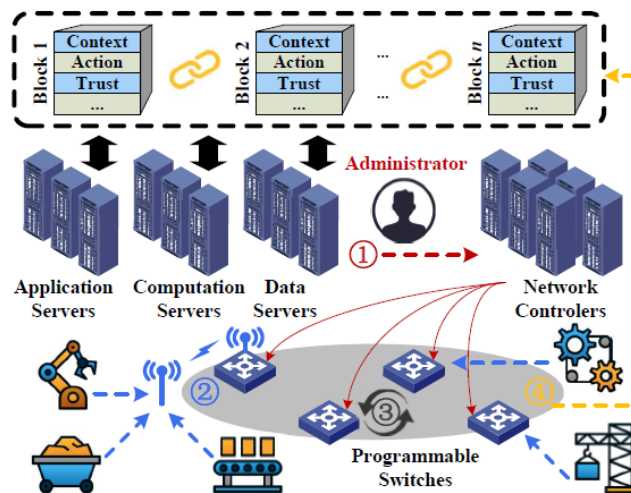 Block 1
Context
Action
Trust
...
Block 2
Context
Action
Trust
...
...
...
Block n
Context
Action
Trust
...
Administrator
①
Application
Servers
Computation
Servers
Data
Servers
Network
Controlers
②
③
④
Programmable
Switches